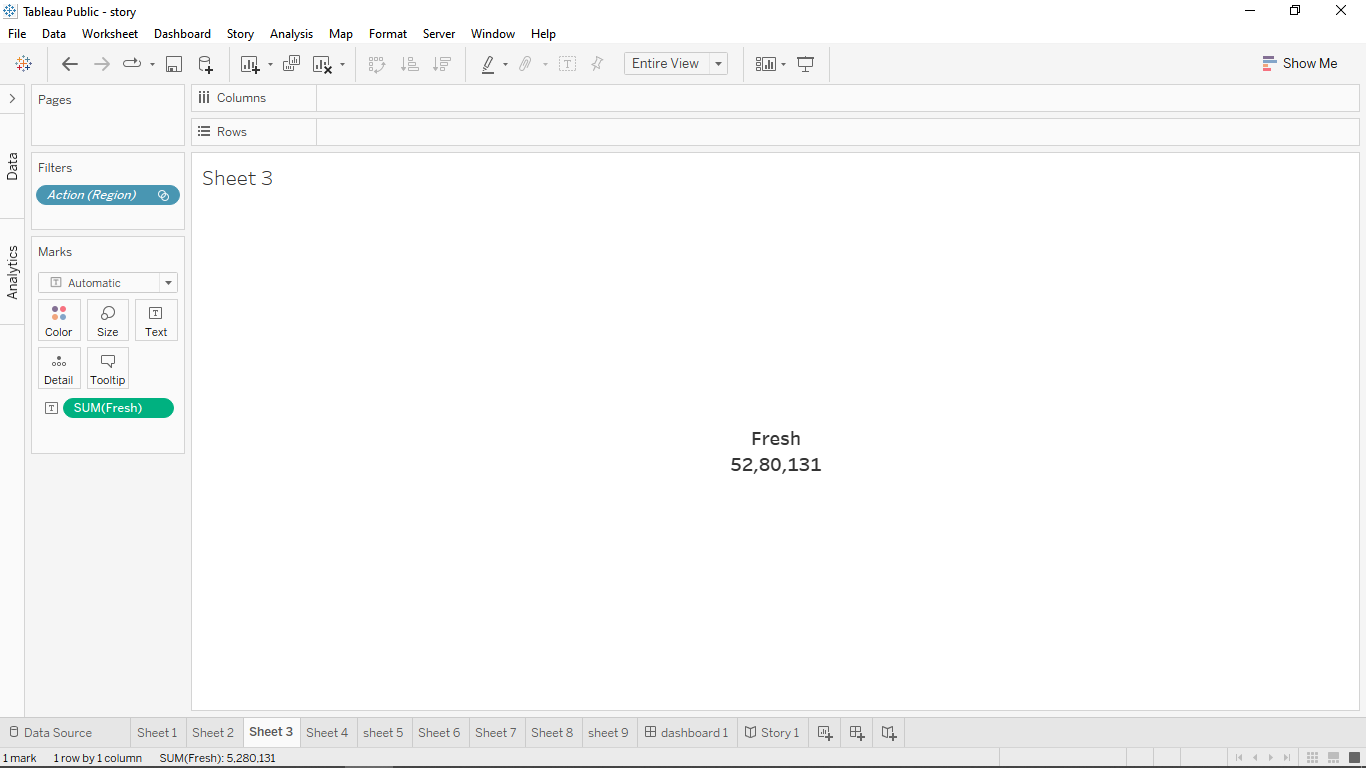 Tableau Public - story
File Data Worksheet Dashboard Story Analysis Map Format Server Window Help
Entire View
Show Me
Pages
Columns
Rows
Data
Analytics
Filters
Action (Region)
Marks
Automatic
Color Size Text
Detail Tooltip
SUM(Fresh)
Sheet 3
Fresh
52,80,131
Data Source Sheet 1 Sheet 2 Sheet 3 Sheet 4 sheet 5 Sheet 6 Sheet 7 Sheet 8 sheet 9 dashboard 1 Story 1
1 mark 1 row by 1 column SUM(Fresh): 5,280,131